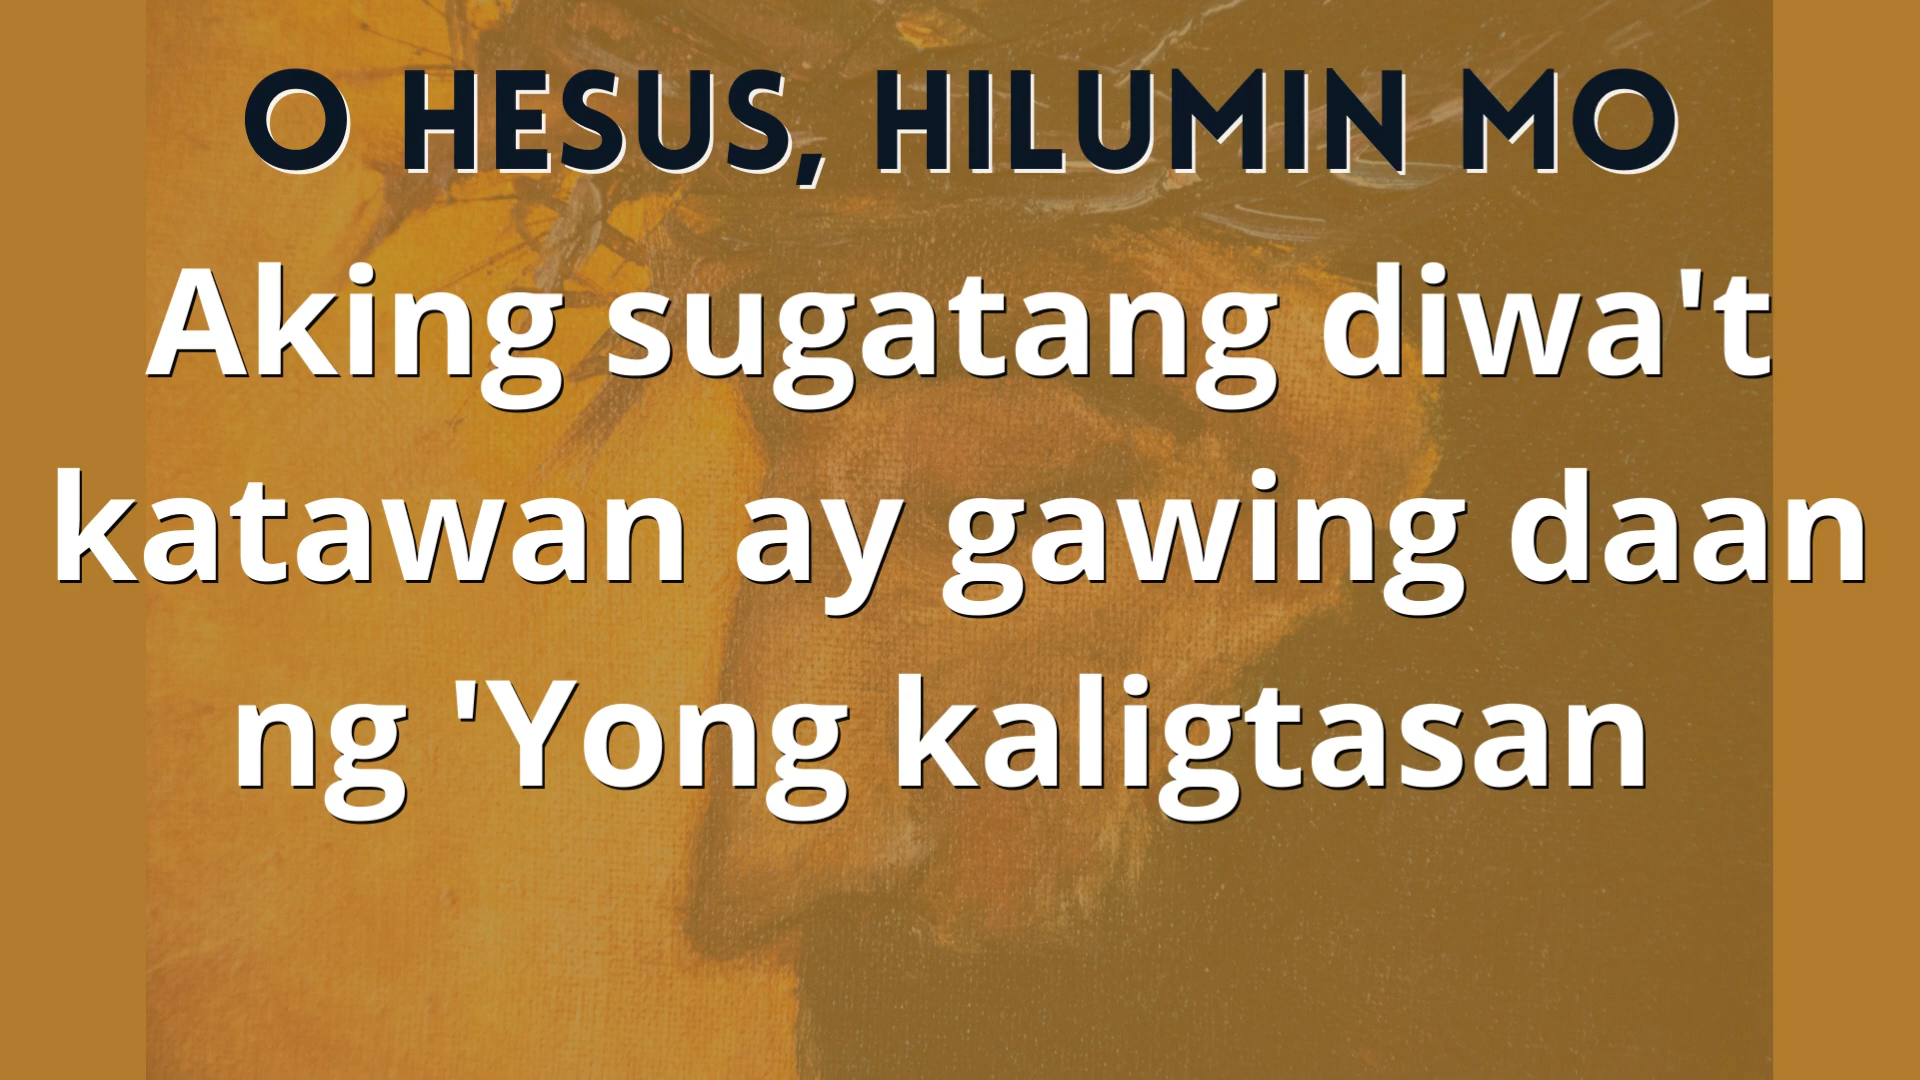 O HESUS, HILUMIN MO
Aking sugatang diwa't
katawan ay gawing daan
ng 'Yong kaligtasan